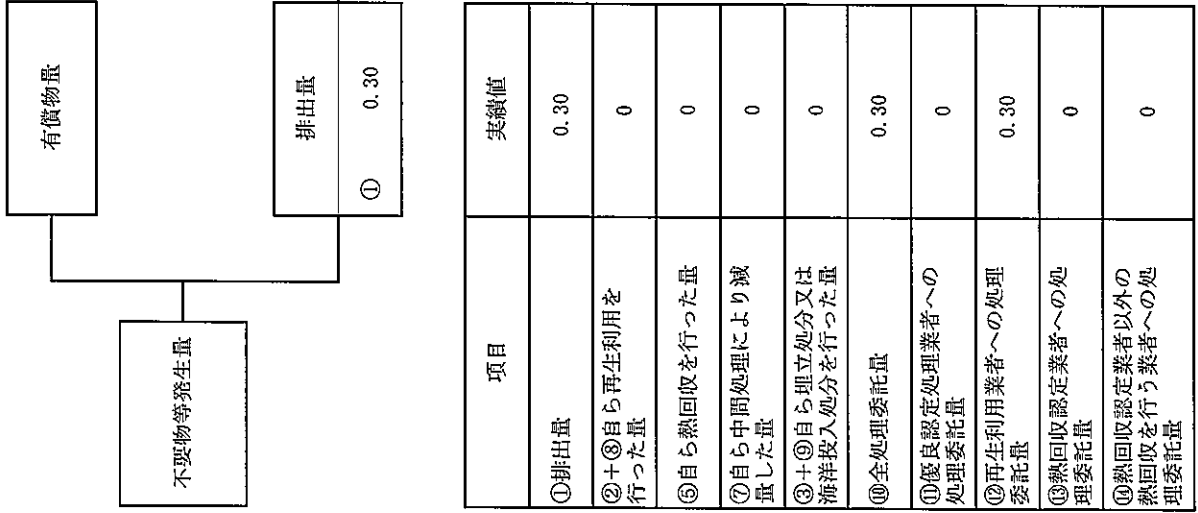 不要物等発生量
有償物量
排出量
① 0.30
項目 実績値
①排出量 0.30
②+⑧自ら再生利用を
行った量 0
⑤自ら熱回収を行った量 0
⑦自ら中間処理により減
量した量 0
③+⑨自ら埋立処分又は
海洋投入処分を行った量 0
⑩全処理委託量 0.30
⑪優良認定処理業者への
処理委託量 0
⑫再生利用業者への処理
委託量 0.30
⑬熱回収認定業者への処
理委託量 0
⑭熱回収認定業者以外の
熱回収を行う業者への処
理委託量 0